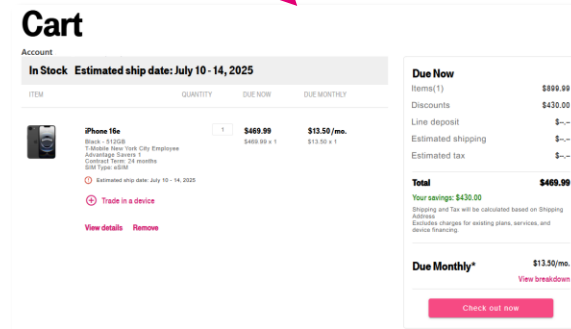 Cart
Account
In Stock Estimated ship date: July 10 - 14, 2025
ITEM QUANTITY DUE NOW DUE MONTHLY
iPhone 16e 1 $469.99 $13.50/mo.
Black - 512GB $469.99 x 1 $13.50 x 1
T-Mobile New York City Employee
Advantage Savers 1
Contract Term: 24 months
SIM Type: eSIM
Estimated ship date: July 10 - 14, 2025
Trade in a device
View details Remove
Due Now
Items(1) $899.99
Discounts $430.00
Line deposit $--.--
Estimated shipping $--.--
Estimated tax $--.--
Total $469.99
Your savings: $430.00
Shipping and Tax will be calculated based on Shipping
Address
Excludes charges for existing plans, services, and
device financing.
Due Monthly* $13.50/mo.
View breakdown
Check out now